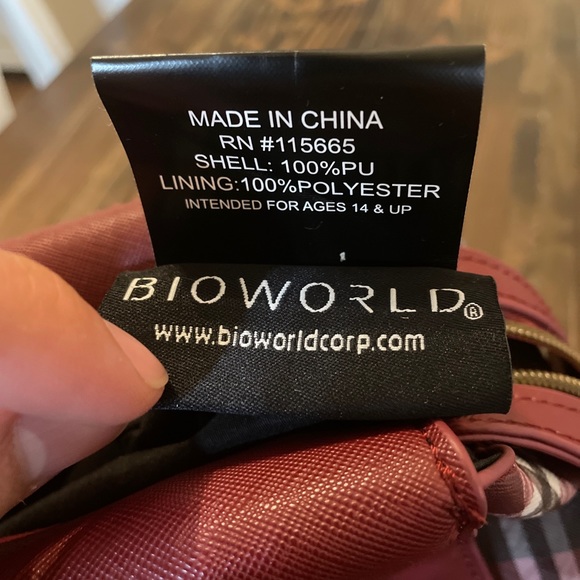 MADE IN CHINA
RN #115665
SHELL: 100%PU
LINING:100%POLYESTER
INTENDED FOR AGES 14 & UP
BIOWORLD®
www.bioworldcorp.com